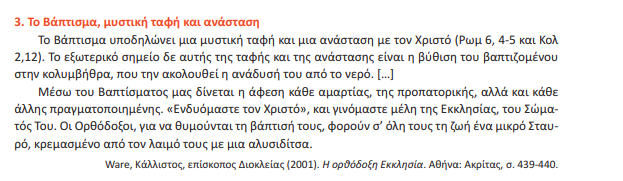 3. Το Βάπτισμα, μυστική ταφή και ανάσταση
Το Βάπτισμα υποδηλώνει μια μυστική ταφή και μια ανάσταση με τον Χριστό (Ρωμ 6, 4-5 και Κολ
2,12). Το εξωτερικό σημείο δε αυτής της ταφής και της ανάστασης είναι η βύθιση του βαπτιζομένου
στην κολυμβήθρα, που την ακολουθεί η ανάδυσή του από το νερό. [...]
Μέσω του Βαπτίσματος μας δίνεται η άφεση κάθε αμαρτίας, της προπατορικής, αλλά και κάθε
άλλης πραγματοποιημένης. «Ενδυόμαστε τον Χριστό», και γινόμαστε μέλη της Εκκλησίας, του Σώμα-
τός Του. Οι Ορθόδοξοι, για να θυμούνται τη βάπτισή τους, φορούν σ’ όλη τους τη ζωή ένα μικρό Σταυ-
ρό, κρεμασμένο από τον λαιμό τους με μια αλυσιδίτσα.
Ware, Κάλλιστος, επίσκοπος Διοκλείας (2001). Η ορθόδοξη Εκκλησία. Αθήνα: Ακρίτας, σ. 439-440.